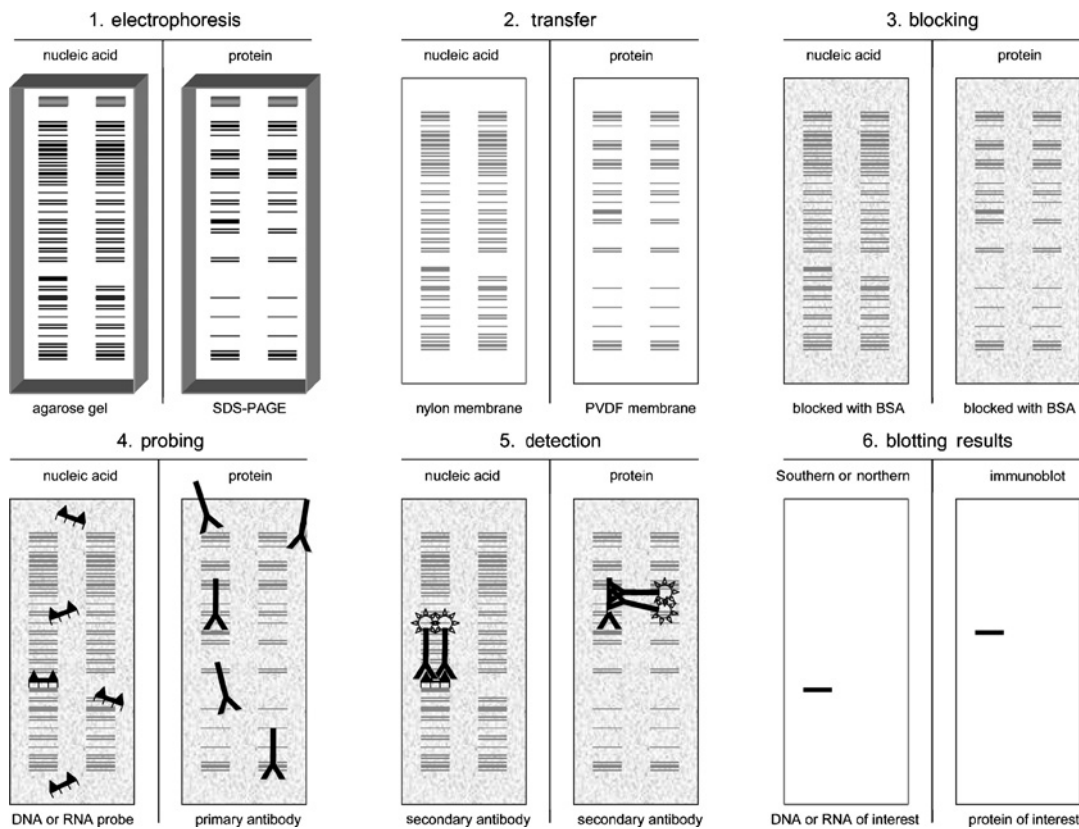 1. electrophoresis
nucleic acid
protein
agarose gel
SDS-PAGE
2. transfer
nucleic acid
protein
nylon membrane
PVDF membrane
3. blocking
nucleic acid
protein
blocked with BSA
blocked with BSA
4. probing
nucleic acid
protein
DNA or RNA probe
primary antibody
5. detection
nucleic acid
protein
secondary antibody
secondary antibody
6. blotting results
Southern or northern
immunoblot
DNA or RNA of interest
protein of interest